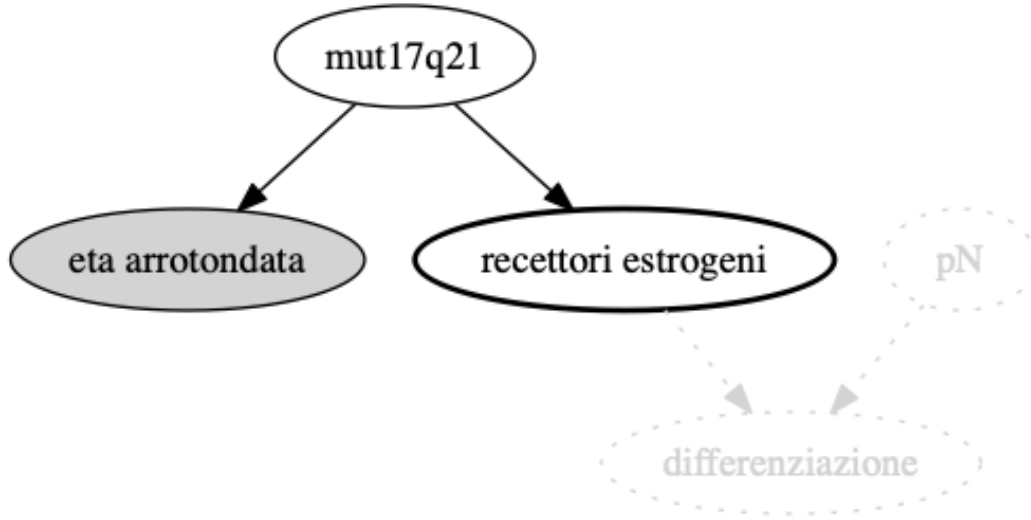 mut17q21
eta arrotondata
recettori estrogeni
pN
differenziazione